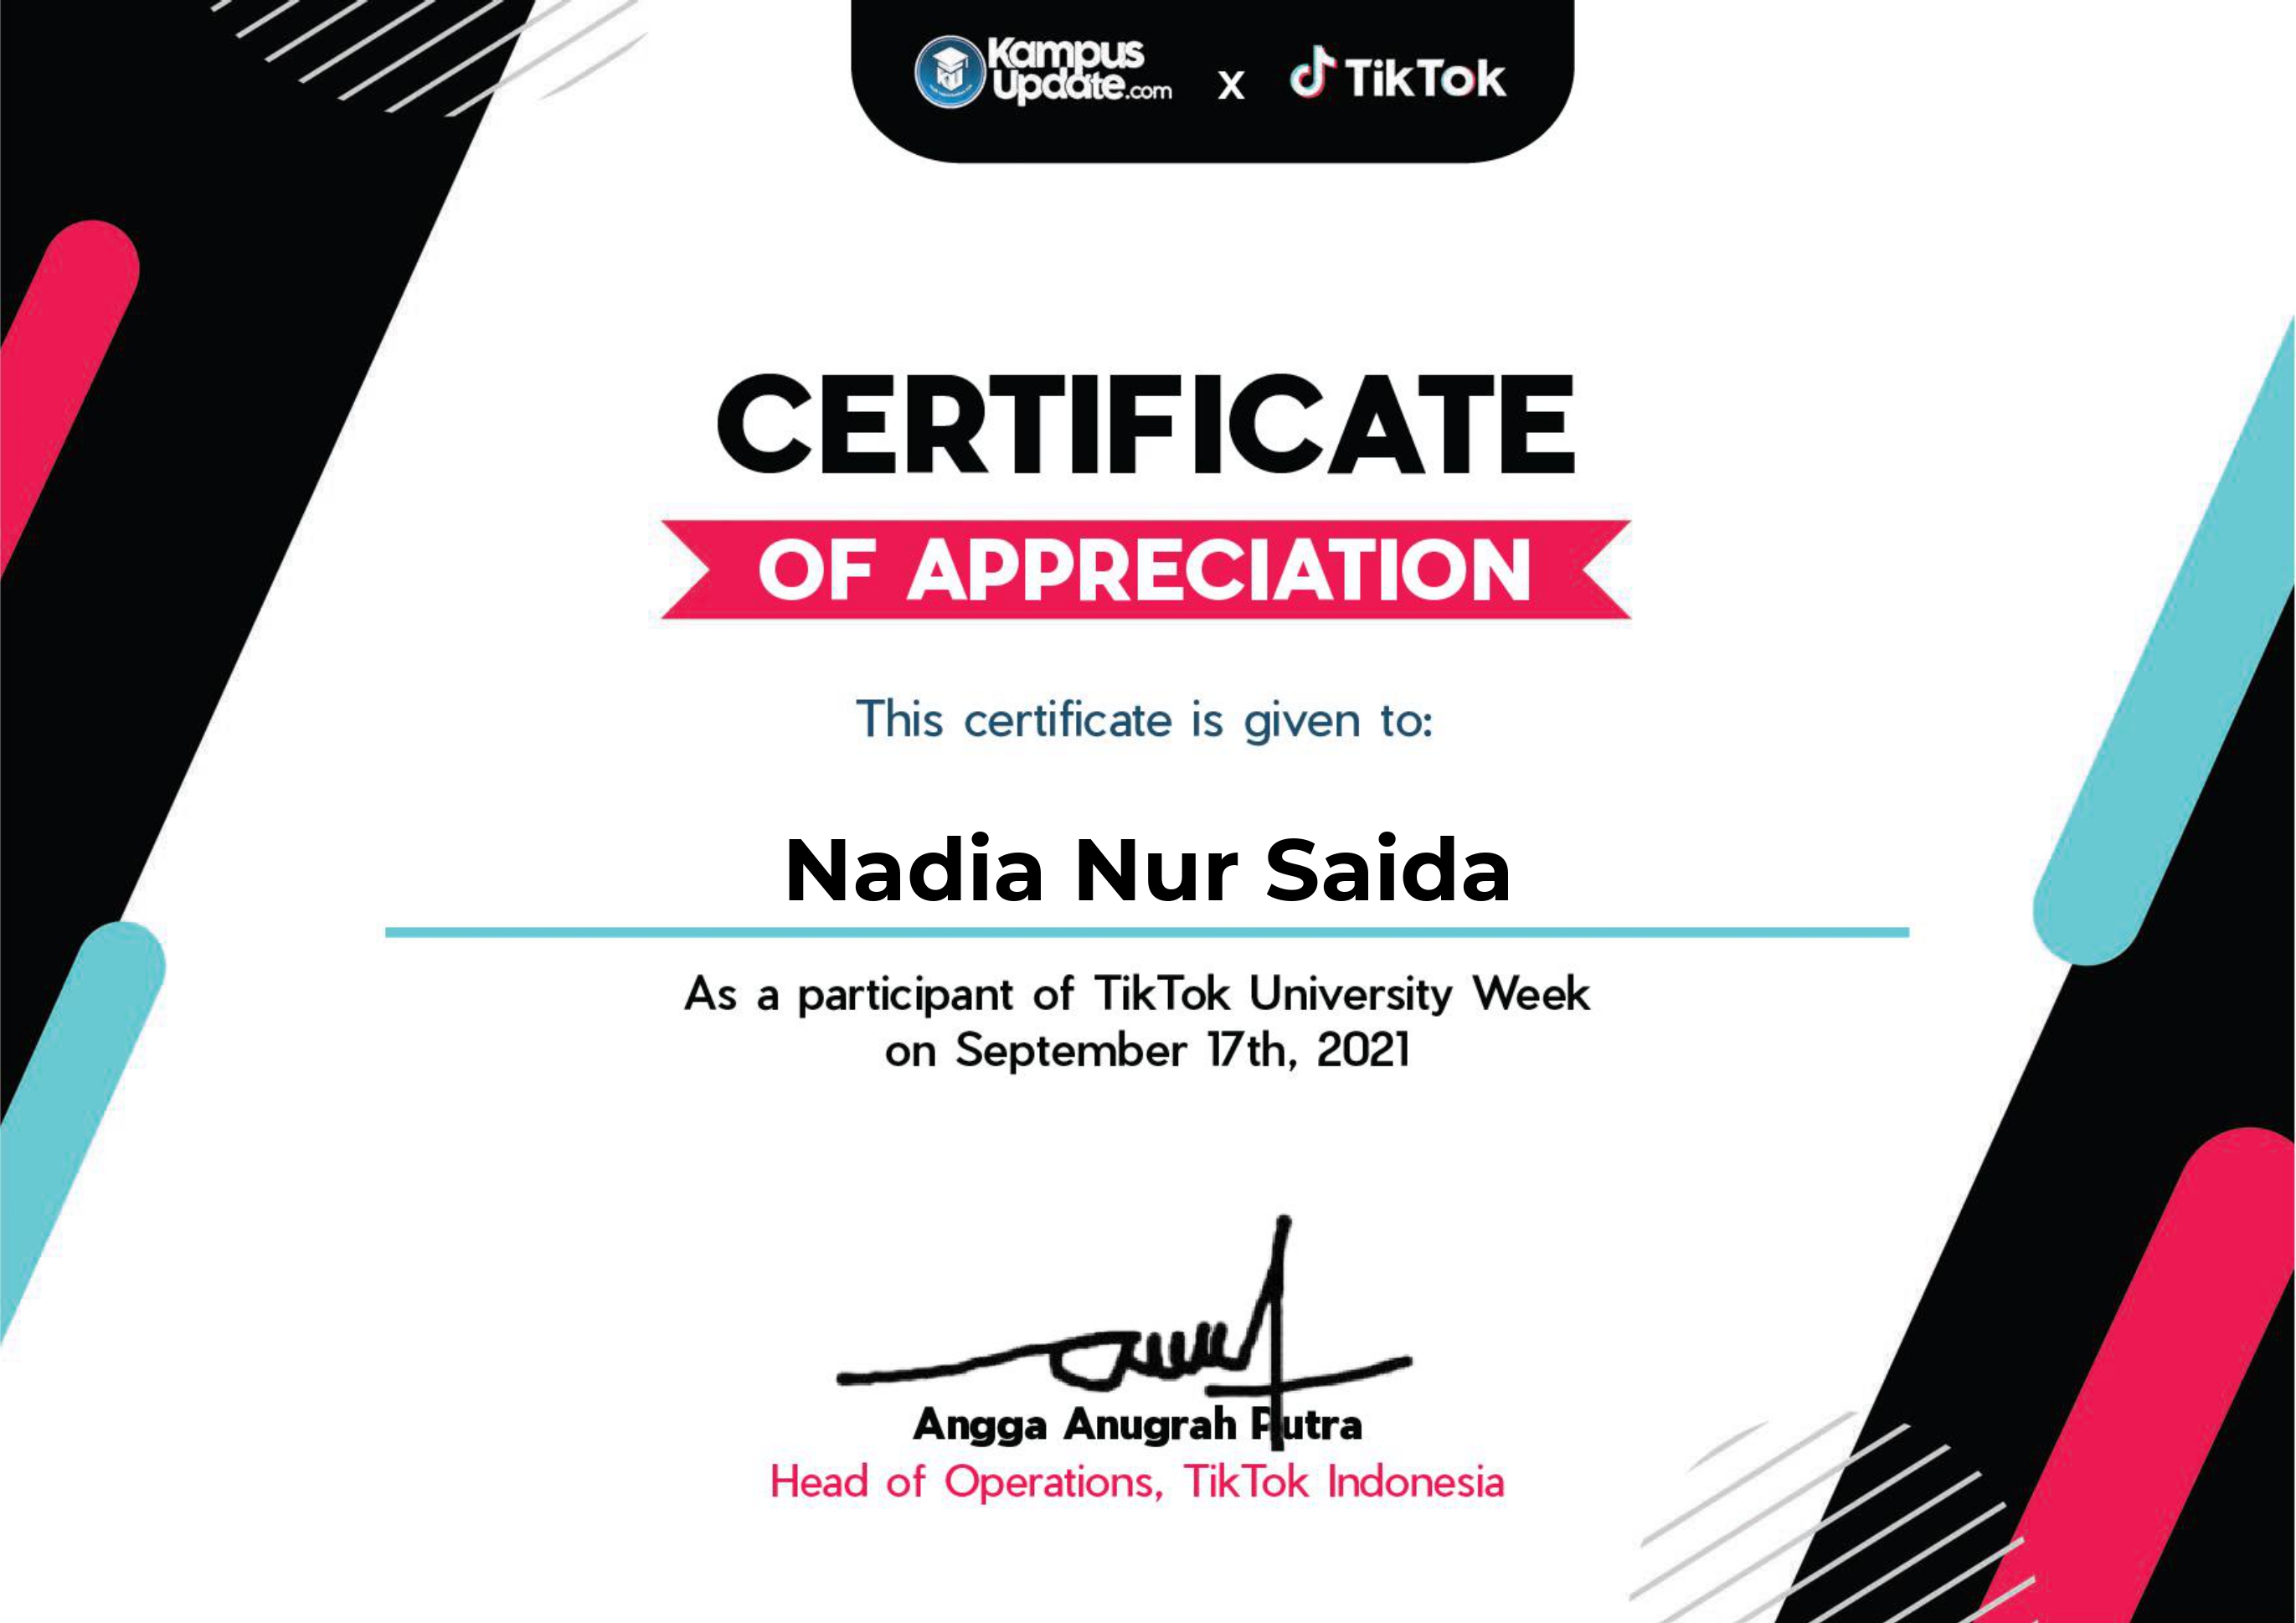 Kampus
Update.com x TikTok
CERTIFICATE
OF APPRECIATION
This certificate is given to:
Nadia Nur Saida
As a participant of TikTok University Week
on September 17th, 2021
Angga Anugrah Putra
Head of Operations, TikTok Indonesia